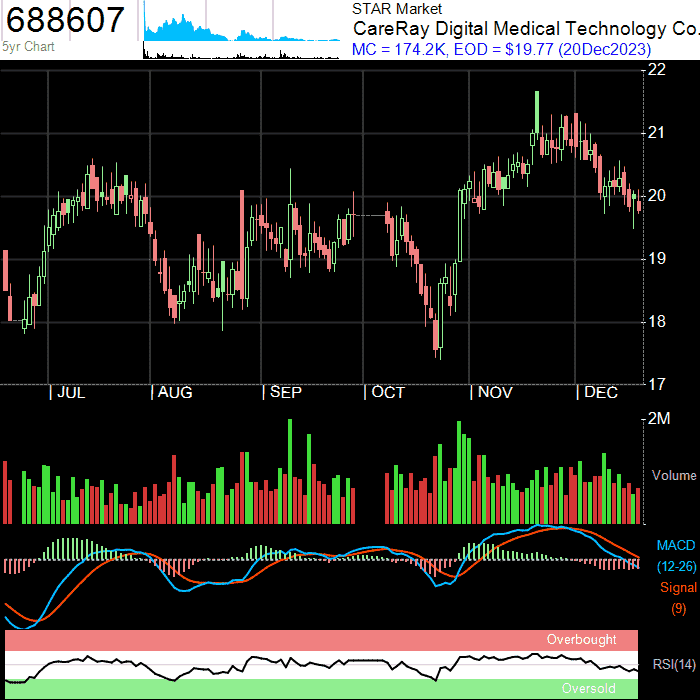 688607
5yr Chart
STAR Market
CareRay Digital Medical Technology Co.
MC = 174.2K, EOD = $19.77 (20Dec2023)
22
21
20
19
18
17
JUL
AUG
SEP
OCT
NOV
DEC
2M
Volume
MACD
(12-26)
Signal
(9)
Overbought
RSI(14)
Oversold